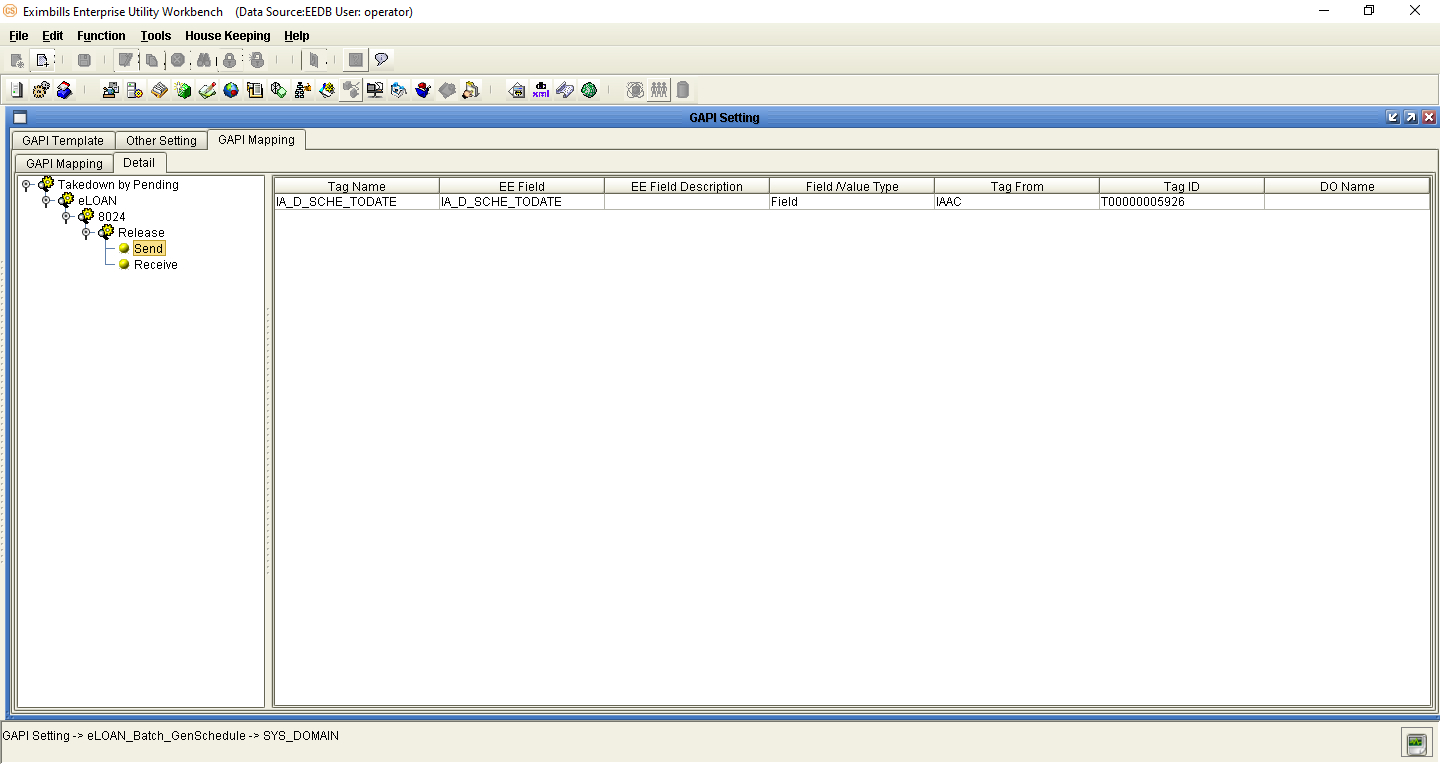 CS Eximbills Enterprise Utility Workbench (Data Source:EEDB User: operator)
File Edit Function Tools House Keeping Help
db xml
GAPI Setting
GAPI Template Other Setting GAPI Mapping
GAPI Mapping Detail
Takedown by Pending
eLOAN
8024
Release
Send
Receive
Tag Name EE Field EE Field Description Field /Value Type Tag From Tag ID DO Name
IA_D_SCHE_TODATE IA_D_SCHE_TODATE Field IAAC T00000005926
GAPI Setting -> eLOAN_Batch_GenSchedule -> SYS_DOMAIN